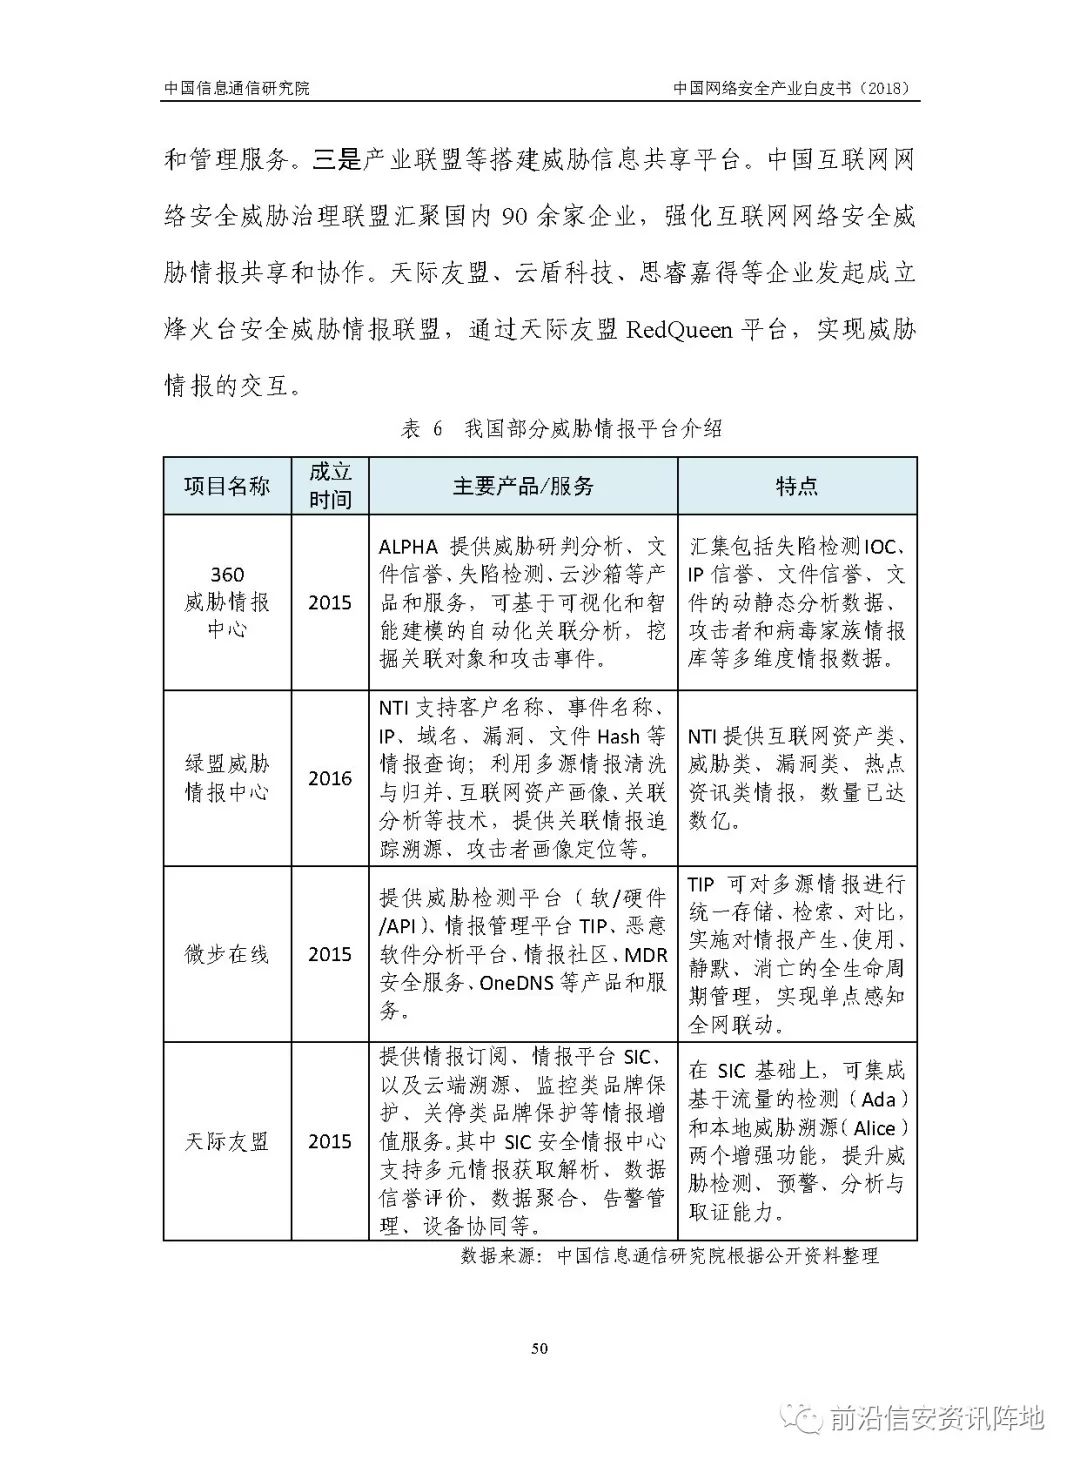 中国信息通信研究院
中国网络安全产业白皮书（2018）
和管理服务。三是产业联盟等搭建威胁信息共享平台。中国互联网网
络安全威胁治理联盟汇聚国内 90 余家企业，强化互联网网络安全威
胁情报共享和协作。天际友盟、云盾科技、思睿嘉得等企业发起成立
烽火台安全威胁情报联盟，通过天际友盟 RedQueen 平台，实现威胁
情报的交互。
表 6 我国部分威胁情报平台介绍
项目名称
成立
时间
主要产品/服务
特点
360
威胁情报
中心
2015
ALPHA 提供威胁研判分析、文
件信誉、失陷检测、云沙箱等产
品和服务，可基于可视化和智
能建模的自动化关联分析，挖
掘关联对象和攻击事件。
汇集包括失陷检测 IOC、
IP 信誉、文件信誉、文
件的动静态分析数据、
攻击者和病毒家族情报
库等多维度情报数据。
绿盟威胁
情报中心
2016
NTI 支持客户名称、事件名称、
IP、域名、漏洞、文件 Hash 等
情报查询；利用多源情报清洗
与归并、互联网资产画像、关联
分析等技术，提供关联情报追
踪溯源、攻击者画像定位等。
NTI 提供互联网资产类、
威胁类、漏洞类、热点
资讯类情报，数量已达
数亿。
微步在线
2015
提供威胁检测平台（软/硬件
/API）、情报管理平台 TIP、恶意
软件分析平台、情报社区、MDR
安全服务、OneDNS 等产品和服
务。
TIP 可对多源情报进行
统一存储、检索、对比，
实施对情报产生、使用、
静默、消亡的全生命周
期管理，实现单点感知
全网联动。
天际友盟
2015
提供情报订阅、情报平台 SIC、
以及云端溯源、监控类品牌保
护、关停类品牌保护等情报增
值服务。其中 SIC 安全情报中心
支持多元情报获取解析、数据
信誉评价、数据聚合、告警管
理、设备协同等。
在 SIC 基础上，可集成
基于流量的检测（Ada）
和本地威胁溯源（Alice）
两个增强功能，提升威
胁检测、预警、分析与
取证能力。
数据来源：中国信息通信研究院根据公开资料整理
50
前沿信安资讯阵地